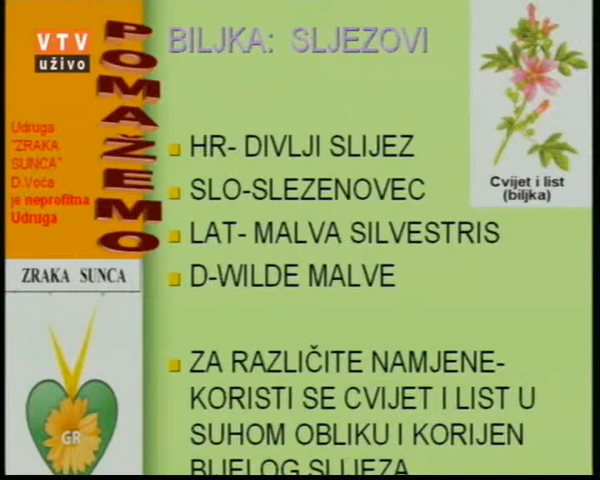 VTV
uživo
POMAŽEMO
Udruga
"ZRAKA
SUNCA"
D.Voća
je neprofitna
Udruga
ZRAKA SUNCA
GR
BILJKA: SLJEZOVI
HR- DIVLJI SLIJEZ
SLO-SLEZENOVEC
LAT- MALVA SILVESTRIS
D-WILDE MALVE
ZA RAZLIČITE NAMJENE-
KORISTI SE CVIJET I LIST U
SUHOM OBLIKU I KORIJEN
BIJELOG SLIJEZA
Cvijet i list
(biljka)